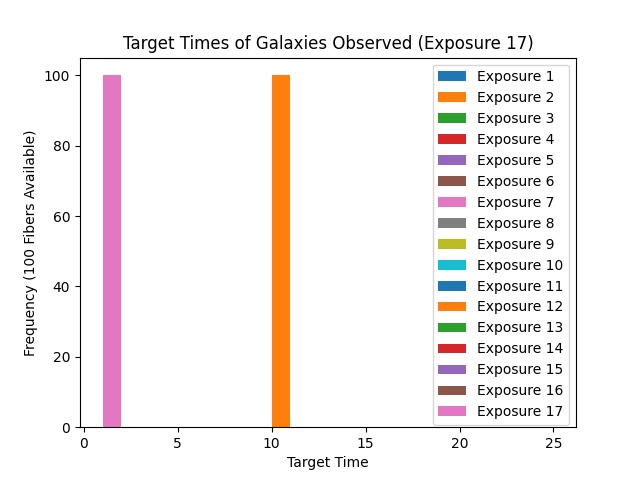 Target Times of Galaxies Observed (Exposure 17)
Frequency (100 Fibers Available)
100
80
60
40
20
0
0 5 10 15 20 25
Target Time
Exposure 1
Exposure 2
Exposure 3
Exposure 4
Exposure 5
Exposure 6
Exposure 7
Exposure 8
Exposure 9
Exposure 10
Exposure 11
Exposure 12
Exposure 13
Exposure 14
Exposure 15
Exposure 16
Exposure 17